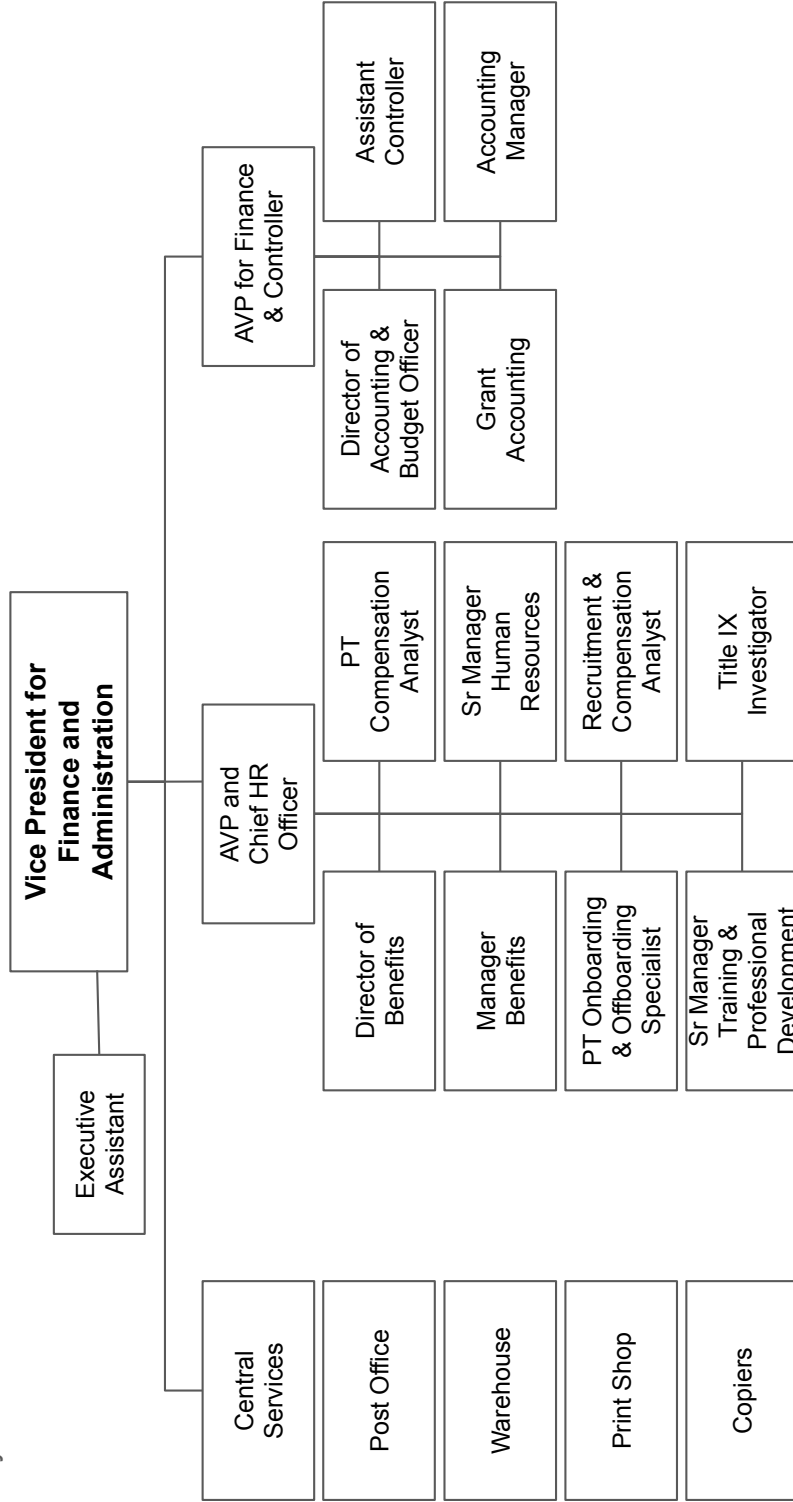 Vice President for
Finance and
Administration
Executive
Assistant
Central
Services
Post Office
Warehouse
Print Shop
Copiers
AVP and
Chief HR
Officer
Director of
Benefits
PT
Compensation
Analyst
Manager
Benefits
Sr Manager
Human
Resources
PT Onboarding
& Offboarding
Specialist
Recruitment &
Compensation
Analyst
Sr Manager
Training &
Professional
Development
Title IX
Investigator
AVP for Finance
& Controller
Director of
Accounting &
Budget Officer
Assistant
Controller
Grant
Accounting
Accounting
Manager